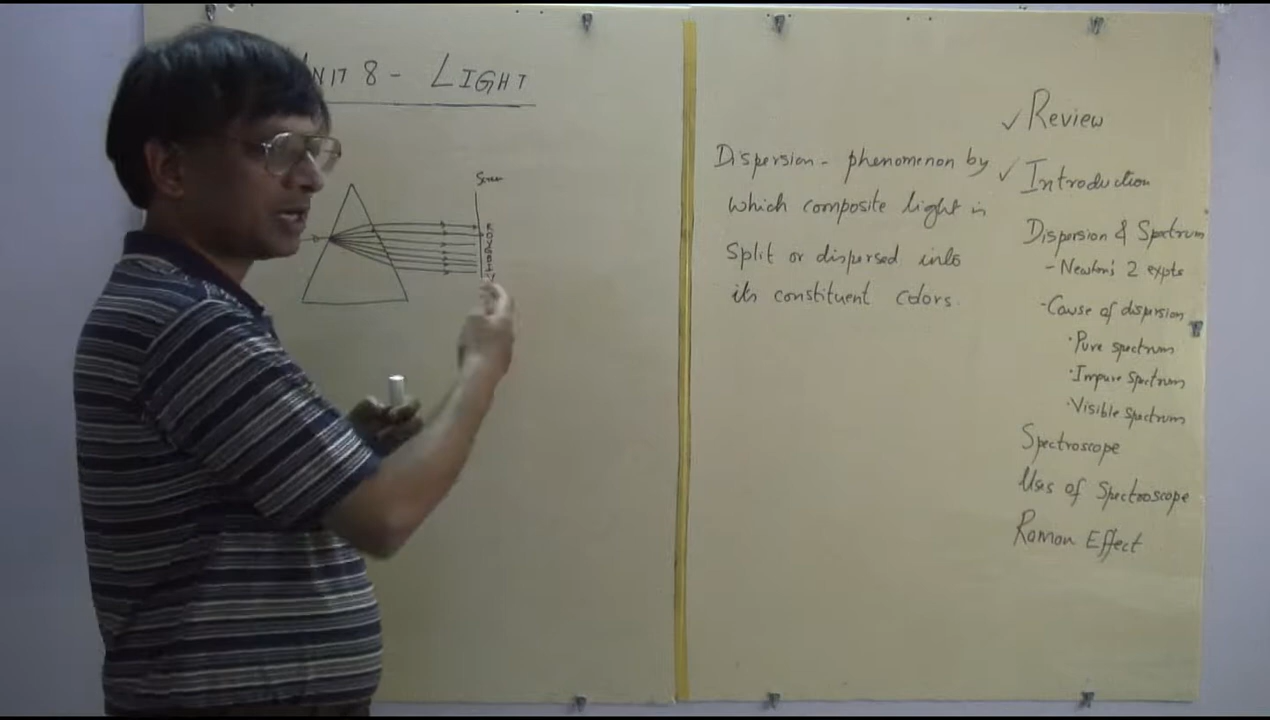 UNIT 8 - LIGHT
Screen
Dispersion - phenomenon by
which composite light is
split or dispersed into
its constituent colors.
✓ Review
✓ Introduction
Dispersion & Spectrum
- Newton's 2 expts
· Cause of dispersion
· Pure spectrum
· Impure spectrum
· Visible spectrum
Spectroscope
Uses of Spectroscope
Raman Effect